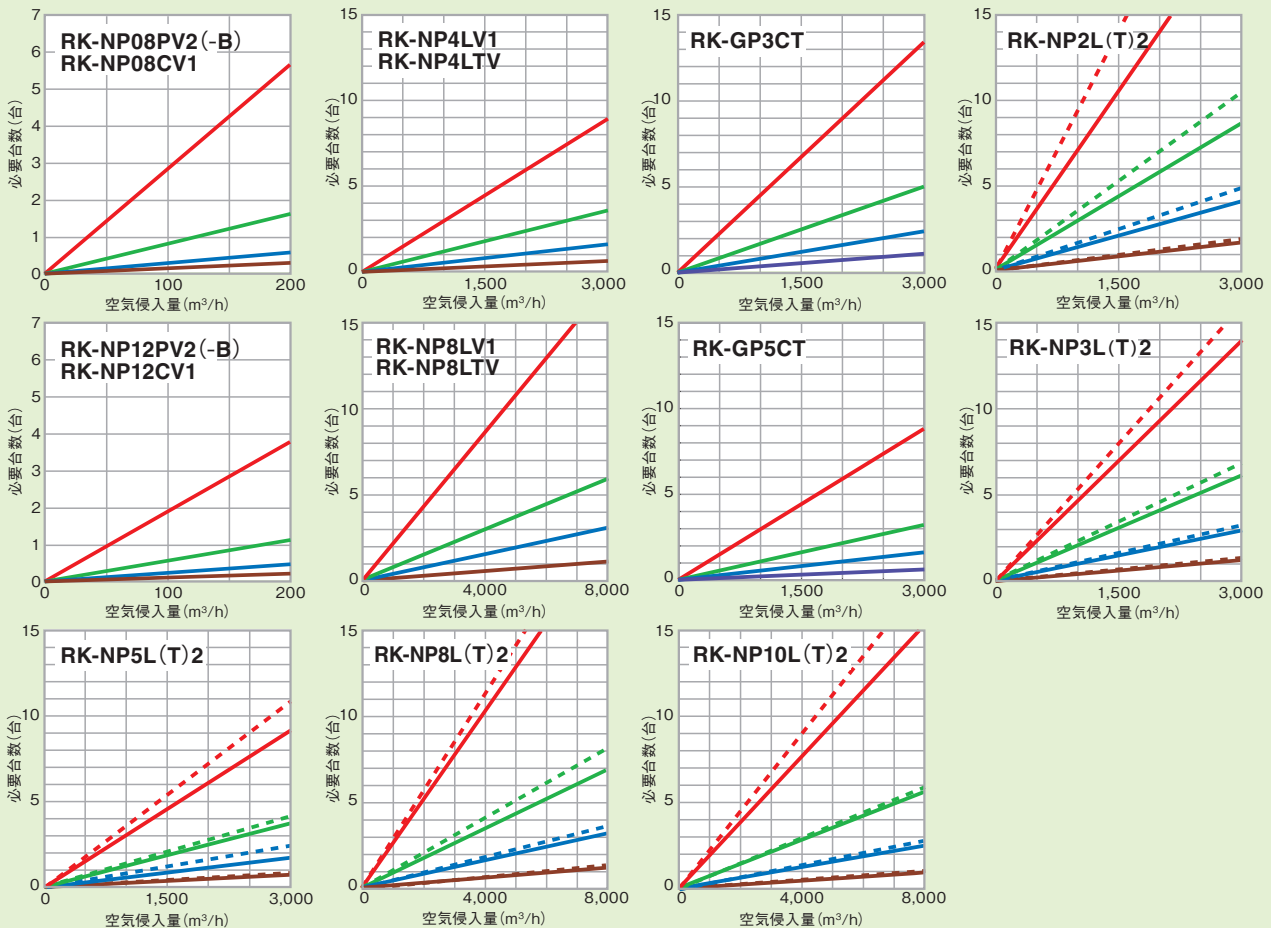 7
6
5
4
3
2
1
0
必要台数(台)
RK-NP08PV2(-B)
RK-NP08CV1
0 100 200
空気侵入量(m³/h)
15
10
5
0
必要台数(台)
RK-NP4LV1
RK-NP4LTV
0 1,500 3,000
空気侵入量(m³/h)
15
10
5
0
必要台数(台)
RK-GP3CT
0 1,500 3,000
空気侵入量(m³/h)
15
10
5
0
必要台数(台)
RK-NP2L(T)2
0 1,500 3,000
空気侵入量(m³/h)
7
6
5
4
3
2
1
0
必要台数(台)
RK-NP12PV2(-B)
RK-NP12CV1
0 100 200
空気侵入量(m³/h)
15
10
5
0
必要台数(台)
RK-NP8LV1
RK-NP8LTV
0 4,000 8,000
空気侵入量(m³/h)
15
10
5
0
必要台数(台)
RK-GP5CT
0 1,500 3,000
空気侵入量(m³/h)
15
10
5
0
必要台数(台)
RK-NP3L(T)2
0 1,500 3,000
空気侵入量(m³/h)
15
10
5
0
必要台数(台)
RK-NP5L(T)2
0 1,500 3,000
空気侵入量(m³/h)
15
10
5
0
必要台数(台)
RK-NP8L(T)2
0 4,000 8,000
空気侵入量(m³/h)
15
10
5
0
必要台数(台)
RK-NP10L(T)2
0 4,000 8,000
空気侵入量(m³/h)